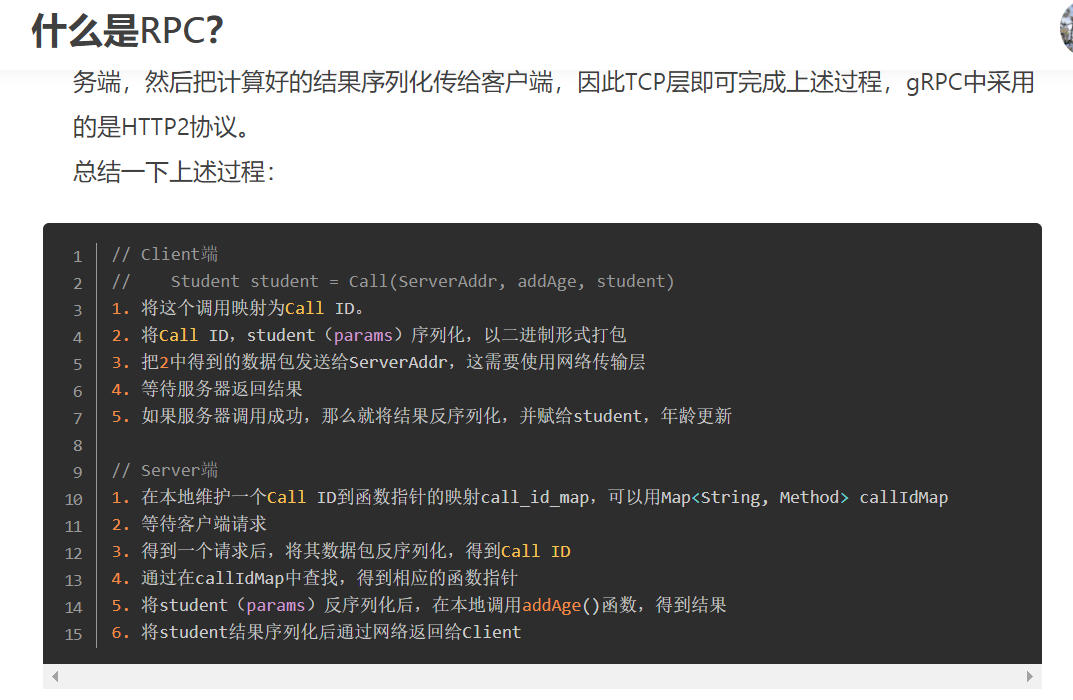 什么是RPC?
务端，然后把计算好的结果序列化传给客户端，因此TCP层即可完成上述过程，gRPC中采用
的是HTTP2协议。
总结一下上述过程：
1 // Client端
2 //    Student student = Call(ServerAddr, addAge, student)
3 1. 将这个调用映射为Call ID。
4 2. 将Call ID，student（params）序列化，以二进制形式打包
5 3. 把2中得到的数据包发送给ServerAddr，这需要使用网络传输层
6 4. 等待服务器返回结果
7 5. 如果服务器调用成功，那么就将结果反序列化，并赋给student，年龄更新
8
9 // Server端
10 1. 在本地维护一个Call ID到函数指针的映射call_id_map，可以用Map<String, Method> callIdMap
11 2. 等待客户端请求
12 3. 得到一个请求后，将其数据包反序列化，得到Call ID
13 4. 通过在callIdMap中查找，得到相应的函数指针
14 5. 将student（params）反序列化后，在本地调用addAge()函数，得到结果
15 6. 将student结果序列化后通过网络返回给Client